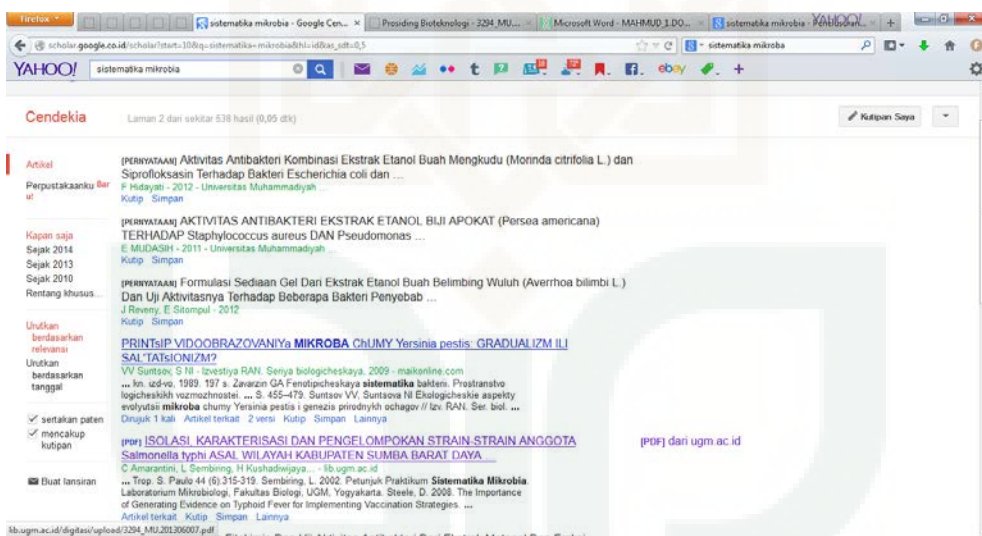 Firefox
sistematika mikrobia - Google Cen... ×
Prosiding Bioteknologi - 3294_MU... ×
Microsoft Word - MAHMUD_1.DO... ×
sistematika mikrobia - Penelusuran...
scholar.google.co.id/scholar?start=10&q=sistematika+mikrobia&hl=id&as_sdt=0,5
sistematika mikroba
YAHOO!
sistematika mikrobia
ebay
Cendekia
Laman 2 dari sekitar 538 hasil (0,05 dtk)
Kutipan Saya
Artikel
Perpustakaanku Bar
u!
Kapan saja
Sejak 2014
Sejak 2013
Sejak 2010
Rentang khusus...
Urutkan
berdasarkan
relevansi
Urutkan
berdasarkan
tanggal
sertakan paten
mencakup
kutipan
Buat lansiran
[PERNYATAAN] Aktivitas Antibakteri Kombinasi Ekstrak Etanol Buah Mengkudu (Morinda citrifolia L.) dan
Siprofloksasin Terhadap Bakteri Escherichia coli dan ...
F Hidayati - 2012 - Universitas Muhammadiyah ...
Kutip Simpan
[PERNYATAAN] AKTIVITAS ANTIBAKTERI EKSTRAK ETANOL BIJI APOKAT (Persea americana)
TERHADAP Staphylococcus aureus DAN Pseudomonas ...
E MUDASIH - 2011 - Universitas Muhammadiyah ...
Kutip Simpan
[PERNYATAAN] Formulasi Sediaan Gel Dari Ekstrak Etanol Buah Belimbing Wuluh (Averrhoa bilimbi L.)
Dan Uji Aktivitasnya Terhadap Beberapa Bakteri Penyebab ...
J Reveny, E Sitompul - 2012
Kutip Simpan
PRINTsIP VIDOOBRAZOVANIYa MIKROBA ChUMY Yersinia pestis: GRADUALIZM ILI
SAL'TATsIONIZM?
VV Suntsov, S NI - Izvestiya RAN. Seriya biologicheskaya, 2009 - maikonline.com
... kn. izd-vo, 1989. 197 s. Zavarzin GA Fenotipicheskaya sistematika bakterii. Prostranstvo
logicheskikh vozmozhnostei. ... S. 455–479. Suntsov VV, Suntsova NI Ekologicheskie aspekty
evolyutsii mikroba chumy Yersinia pestis i genezis prirodnykh ochagov // Izv. RAN. Ser. biol. ...
Dirujuk 1 kali Artikel terkait 2 versi Kutip Simpan Lainnya
[PDF] ISOLASI, KARAKTERISASI DAN PENGELOMPOKAN STRAIN-STRAIN ANGGOTA
Salmonella typhi ASAL WILAYAH KABUPATEN SUMBA BARAT DAYA ...
[PDF] dari ugm.ac.id
C Amarantini, L Sembiring, H Kushadiwijaya... - lib.ugm.ac.id
... Trop. S. Paulo 44 (6):315-319. Sembiring, L. 2002. Petunjuk Praktikum Sistematika Mikrobia.
Laboratorium Mikrobiologi, Fakultas Biologi, UGM, Yogyakarta. Steele, D. 2008. The Importance
of Generating Evidence on Typhoid Fever for Implementing Vaccination Strategies. ...
Artikel terkait Kutip Simpan Lainnya
lib.ugm.ac.id/digitasi/upload/3294_MU.201306007.pdf